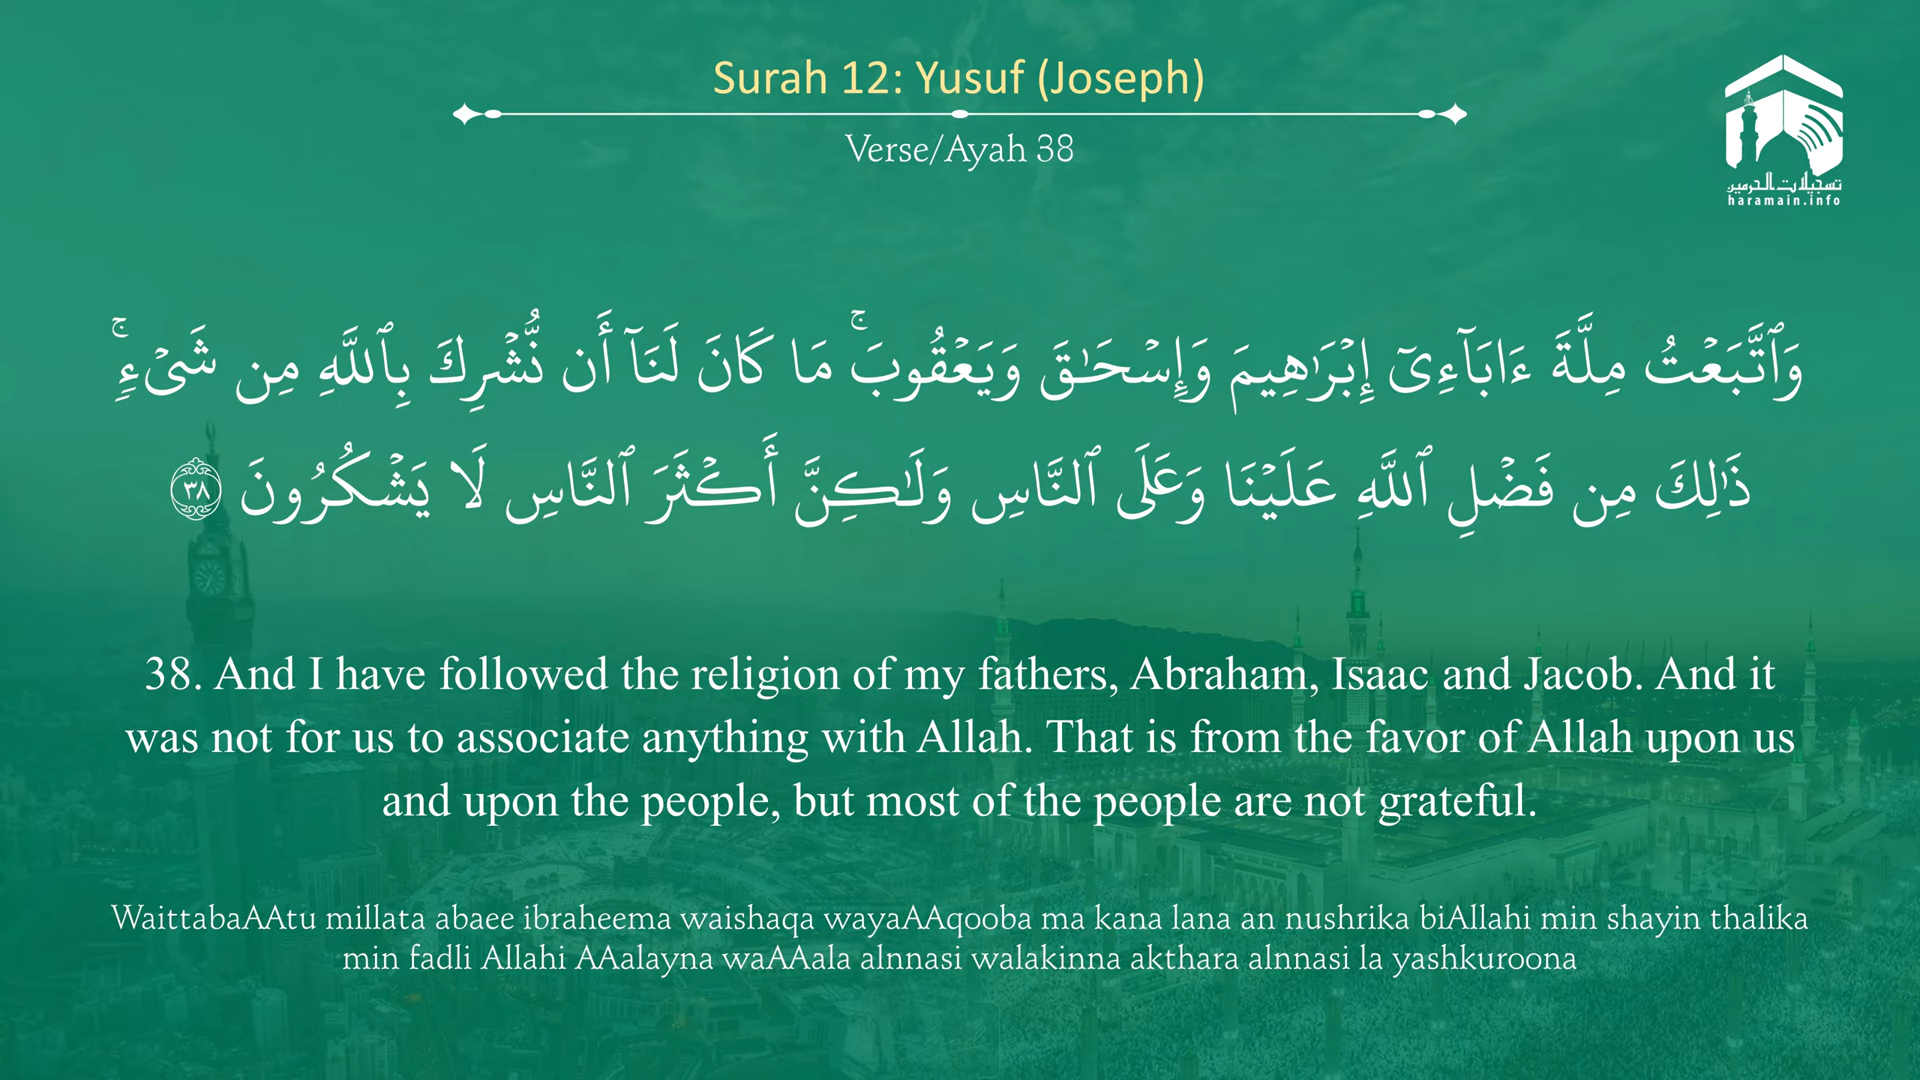 Surah 12: Yusuf (Joseph)
Verse/Ayah 38
تسجيلات الحرمين
haramain.info
وَٱتَّبَعْتُ مِلَّةَ ءَابَآءِىٓ إِبْرَٰهِيمَ وَإِسْحَـٰقَ وَيَعْقُوبَ ۚ مَا كَانَ لَنَآ أَن نُّشْرِكَ بِٱللَّهِ مِن شَىْءٍ ۚ
ذَٰلِكَ مِن فَضْلِ ٱللَّهِ عَلَيْنَا وَعَلَى ٱلنَّاسِ وَلَـٰكِنَّ أَكْثَرَ ٱلنَّاسِ لَا يَشْكُرُونَ ٣٨
38. And I have followed the religion of my fathers, Abraham, Isaac and Jacob. And it
was not for us to associate anything with Allah. That is from the favor of Allah upon us
and upon the people, but most of the people are not grateful.
WaittabaAAtu millata abaee ibraheema waishaqa wayaAAqooba ma kana lana an nushrika biAllahi min shayin thalika
min fadli Allahi AAalayna waAAala alnnasi walakinna akthara alnnasi la yashkuroona